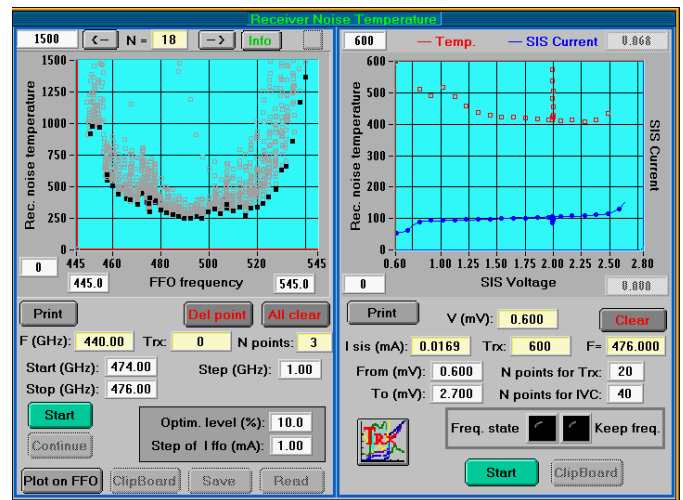 Receiver Noise Temperature
1500 <- N = 18 -> Info
1500
1250
1000
750
500
250
0
Rec. noise temperature
0
445 460 480 500 520 545
445.0 FFO frequency 545.0
Print Del point All clear
F (GHz): 440.00 Trx: 0 N points: 3
Start (GHz): 474.00 Step (GHz): 1.00
Stop (GHz): 476.00
Start
Continue
Optim. level (%): 10.0
Step of I ffo (mA): 1.00
Plot on FFO ClipBoard Save Read
600 Temp. SIS Current 0.068
600
500
400
300
200
100
0
Rec. noise temperature
SIS Current
0.60 1.00 1.25 1.50 1.75 2.00 2.25 2.50 2.80
0 SIS Voltage 0.000
Print V (mV): 0.600 Clear
I sis (mA): 0.0169 Trx: 600 F= 476.000
From (mV): 0.600 N points for Trx: 20
To (mV): 2.700 N points for IVC: 40
TRX
Freq. state Keep freq.
Start ClipBoard